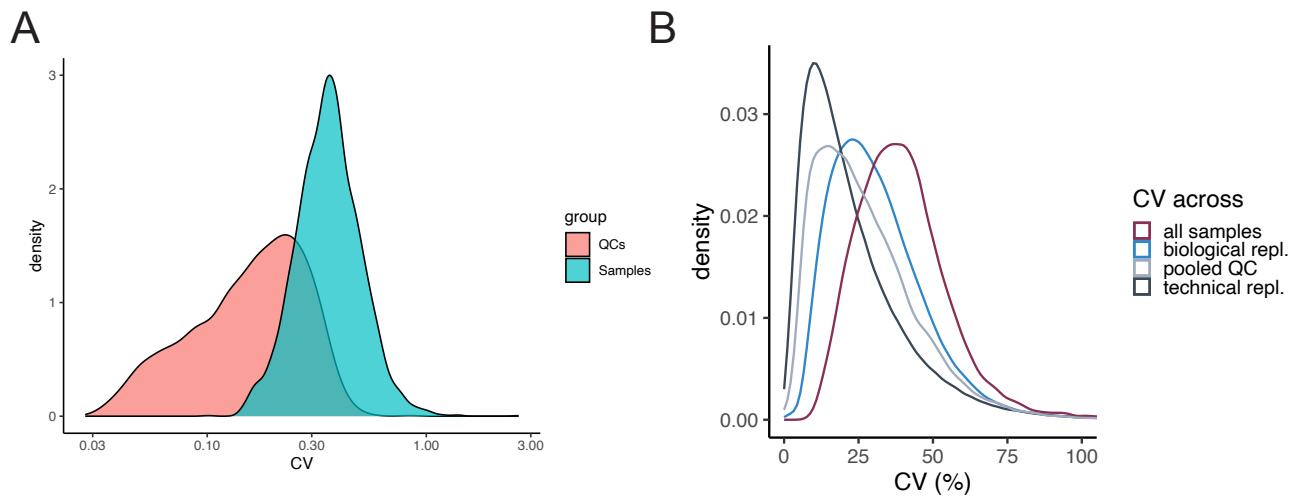 A
3
2
1
0
density
0.03
0.10
0.30
1.00
3.00
CV
group
QCs
Samples
B
0.03
0.02
0.01
0.00
density
0
25
50
75
100
CV (%)
CV across
all samples
biological repl.
pooled QC
technical repl.